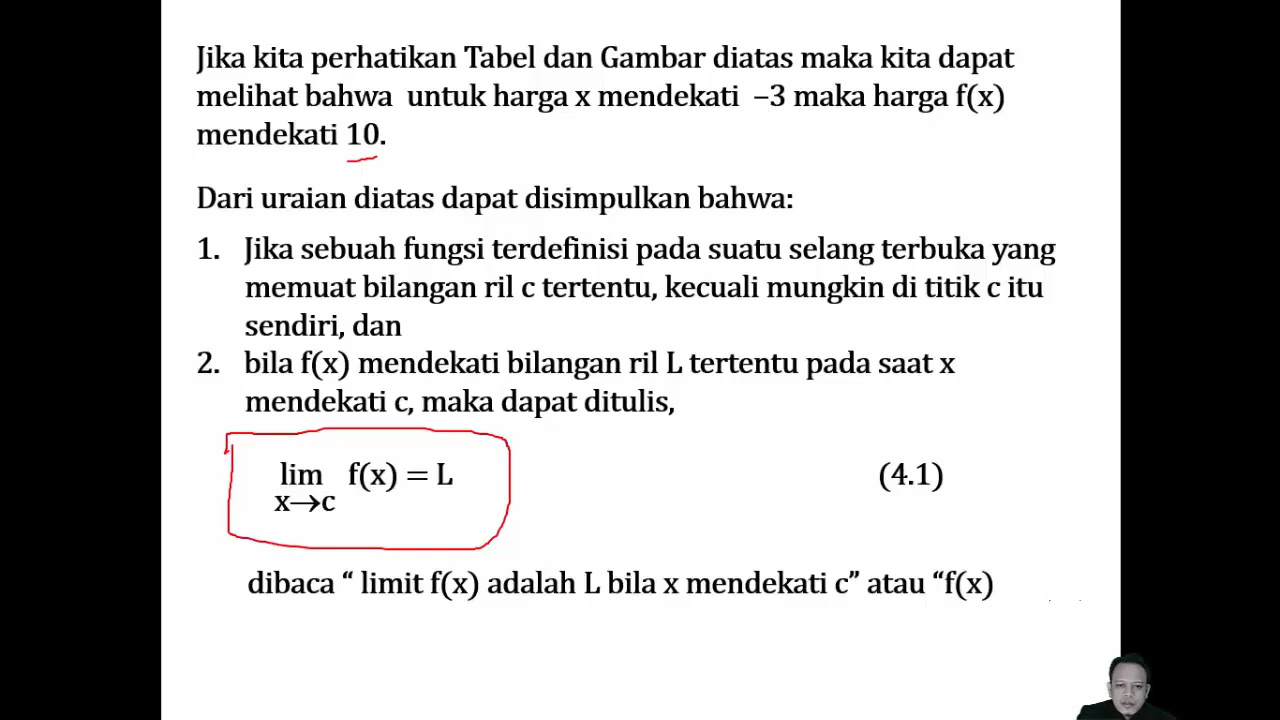 Jika kita perhatikan Tabel dan Gambar diatas maka kita dapat
melihat bahwa untuk harga x mendekati –3 maka harga f(x)
mendekati 10.
Dari uraian diatas dapat disimpulkan bahwa:
1. Jika sebuah fungsi terdefinisi pada suatu selang terbuka yang
memuat bilangan ril c tertentu, kecuali mungkin di titik c itu
sendiri, dan
2. bila f(x) mendekati bilangan ril L tertentu pada saat x
mendekati c, maka dapat ditulis,
lim f(x) = L (4.1)
x→c
dibaca “ limit f(x) adalah L bila x mendekati c” atau “f(x)